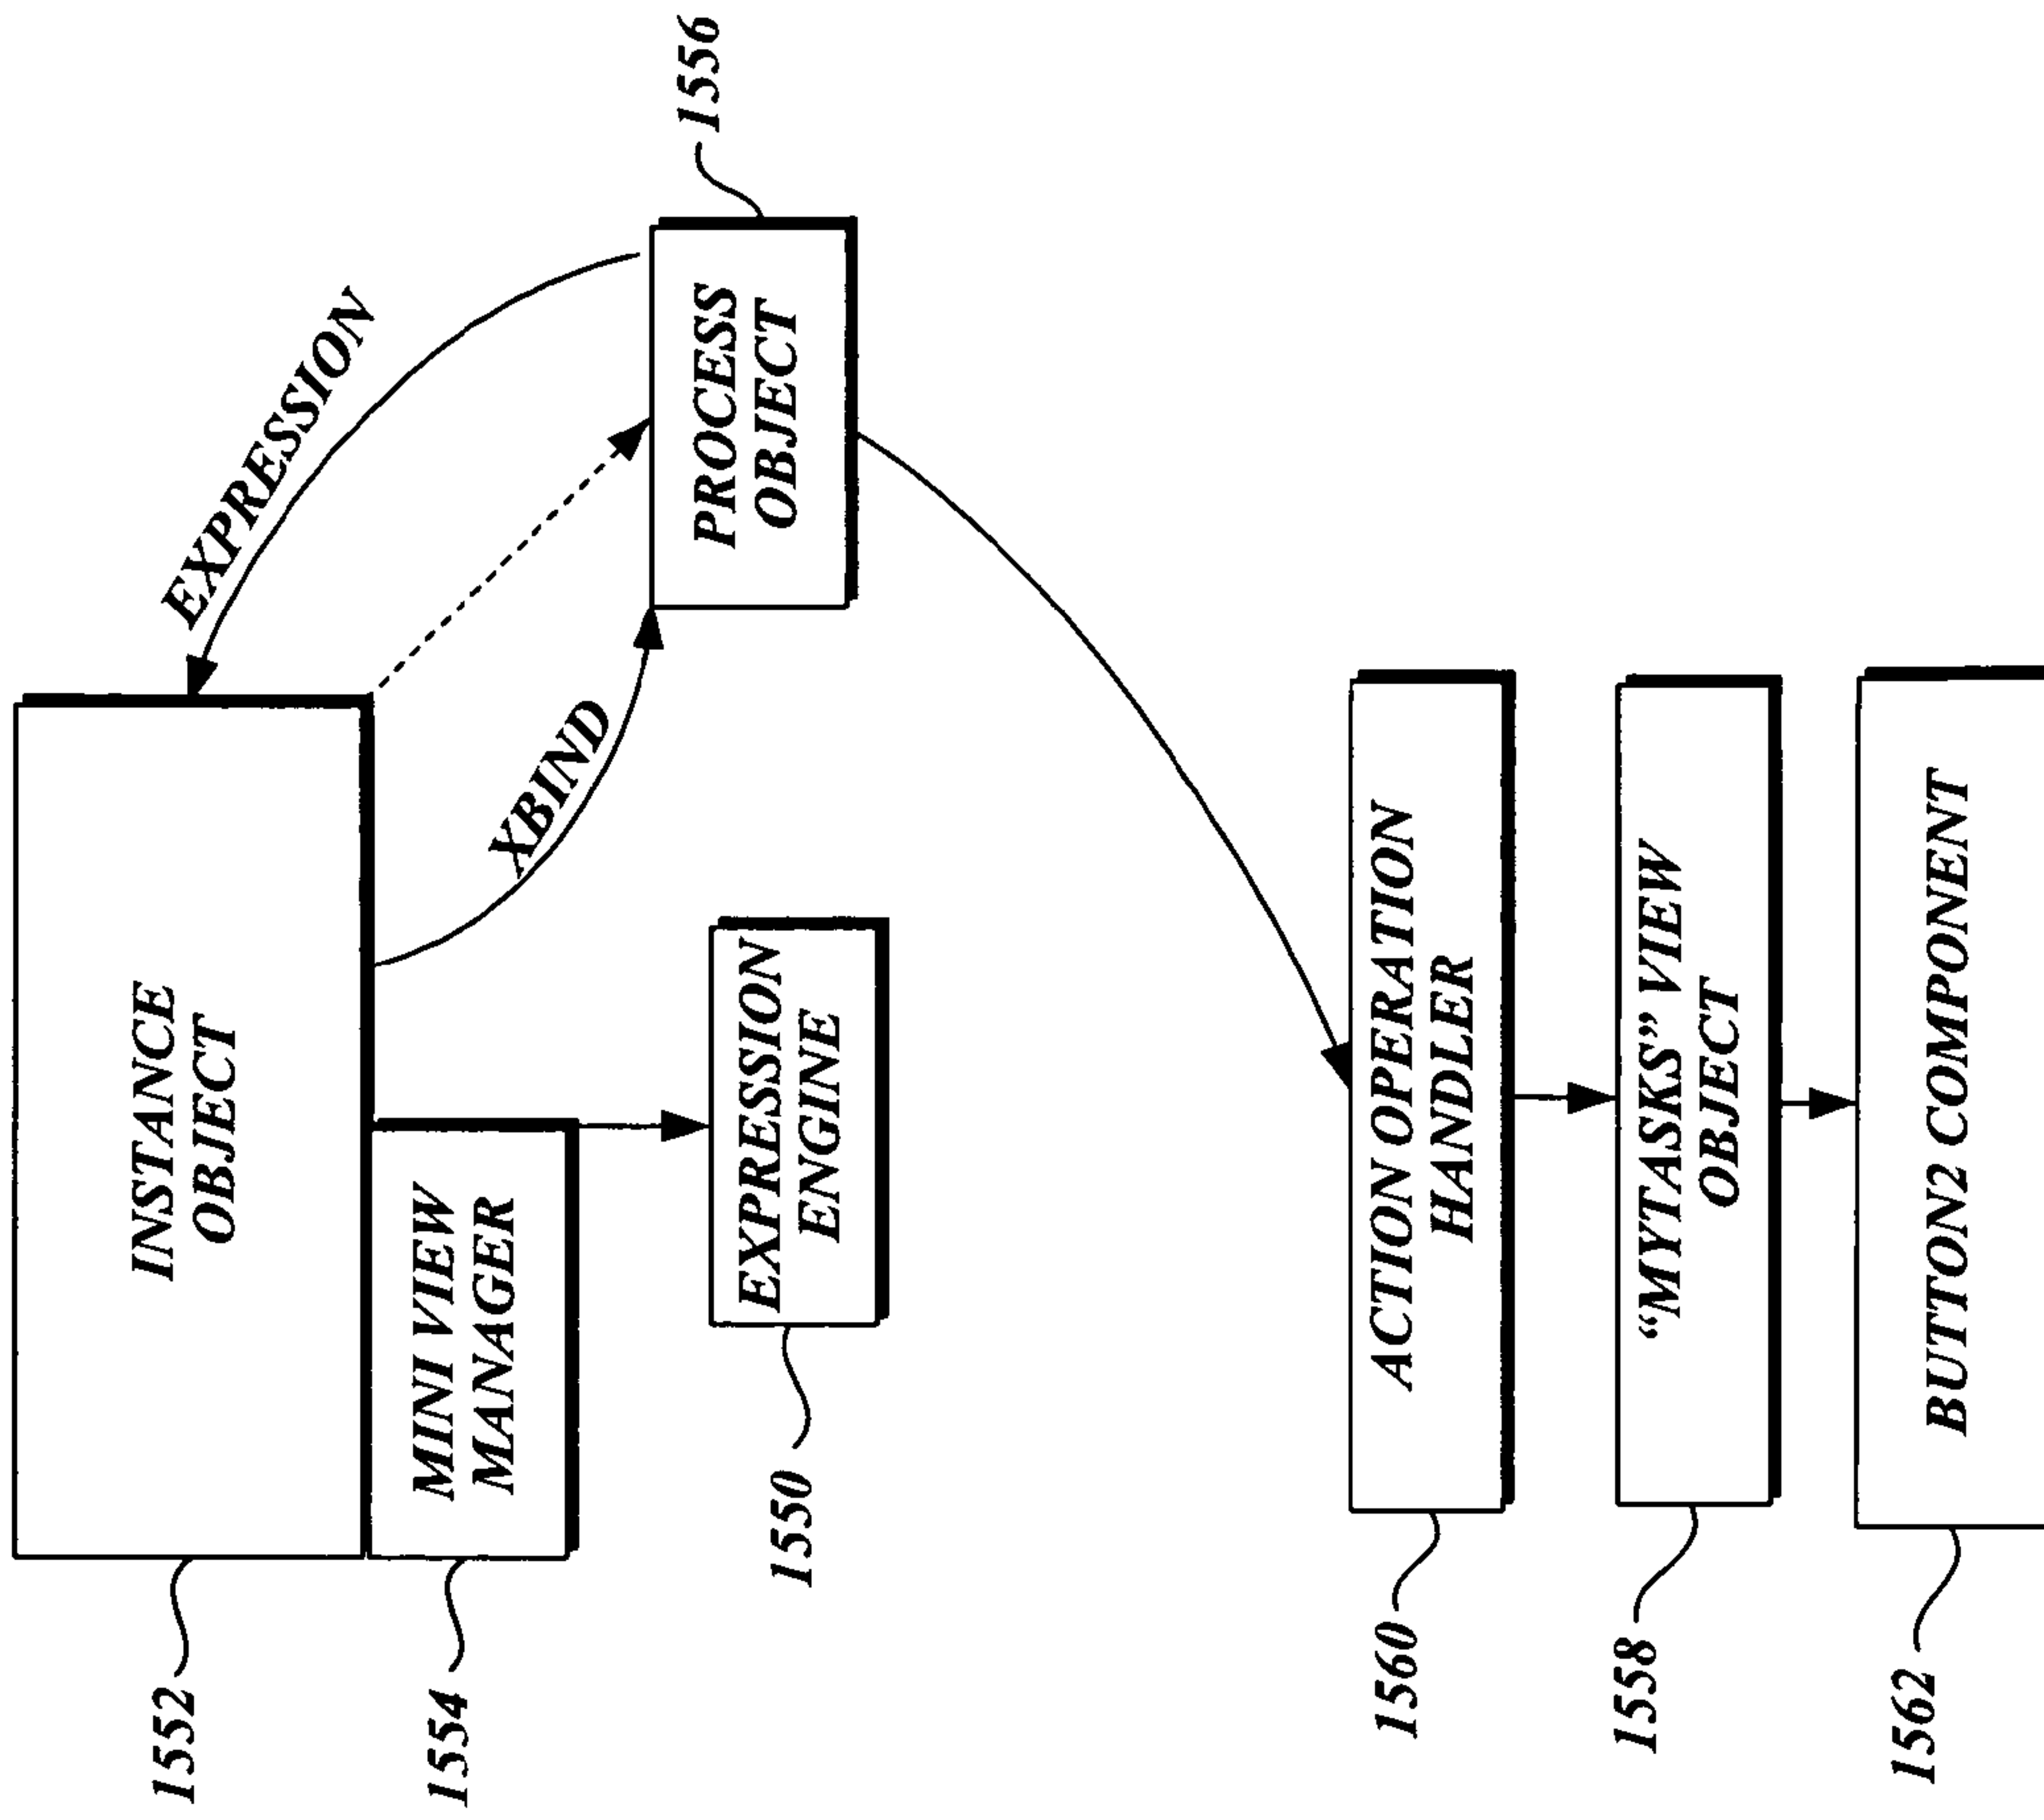 1552
INSTANCE
OBJECT
EXPRESSION
1554
MINI VIEW
MANAGER
XBIND
1556
PROCESS
OBJECT
1550
EXPRESSION
ENGINE
1560
ACTION OPERATION
HANDLER
1558
“MYTASKS” VIEW
OBJECT
1562
BUTTON2 COMPONENT